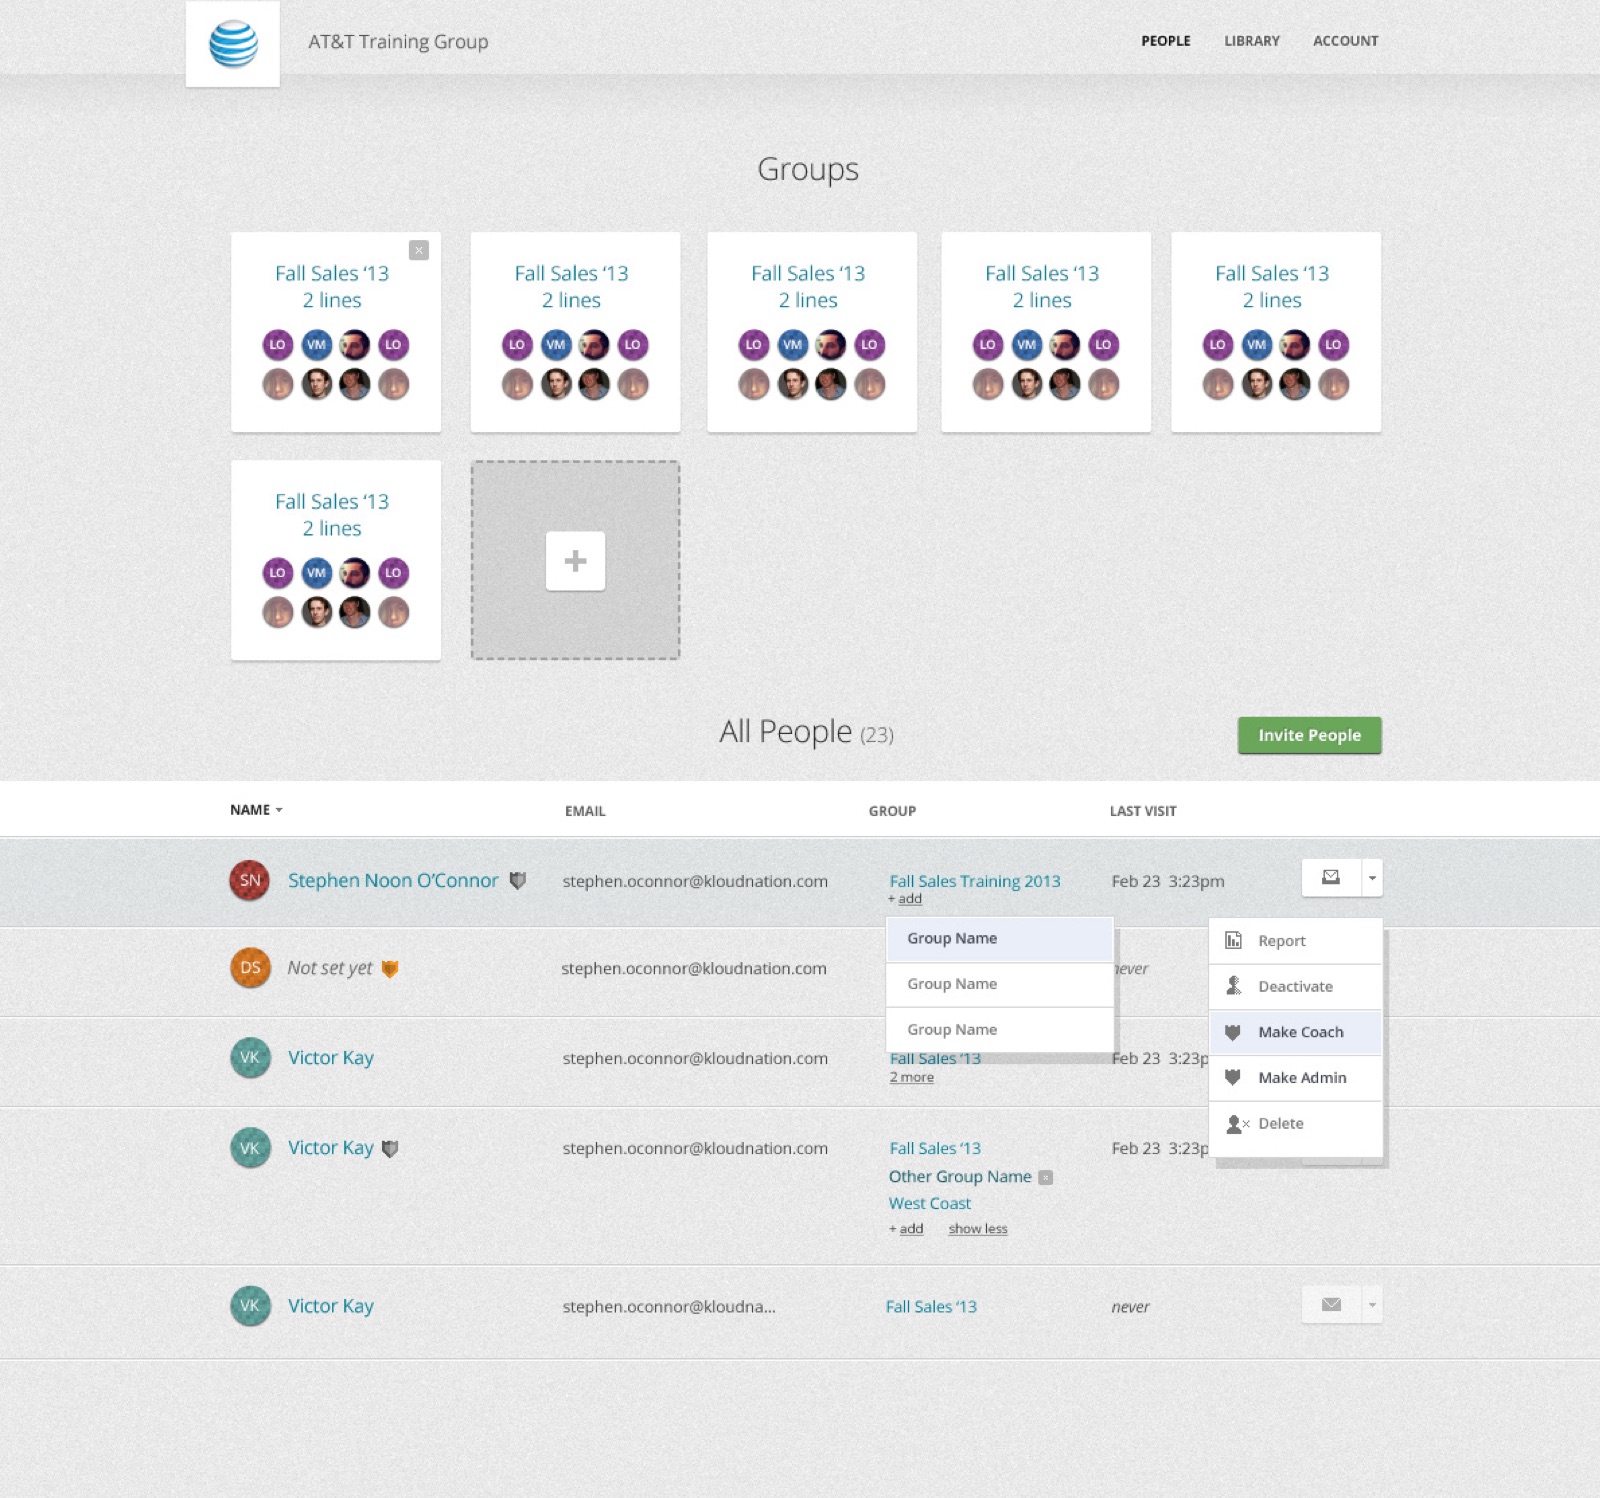 AT&T Training Group
PEOPLE LIBRARY ACCOUNT
Groups
Fall Sales ‘13
2 lines
LO VM LO
Fall Sales ‘13
2 lines
LO VM LO
Fall Sales ‘13
2 lines
LO VM LO
Fall Sales ‘13
2 lines
LO VM LO
Fall Sales ‘13
2 lines
LO VM LO
Fall Sales ‘13
2 lines
LO VM LO
All People (23)
Invite People
NAME EMAIL GROUP LAST VISIT
SN Stephen Noon O’Connor stephen.oconnor@kloudnation.com Fall Sales Training 2013 Feb 23 3:23pm
+ add
Group Name
Group Name
Group Name
Report
Deactivate
Make Coach
Make Admin
Delete
DS Not set yet stephen.oconnor@kloudnation.com never
VK Victor Kay stephen.oconnor@kloudnation.com Fall Sales ‘13 Feb 23 3:23p
2 more
VK Victor Kay stephen.oconnor@kloudnation.com Fall Sales ‘13 Feb 23 3:23p
Other Group Name
West Coast
+ add show less
VK Victor Kay stephen.oconnor@kloudna... Fall Sales ‘13 never